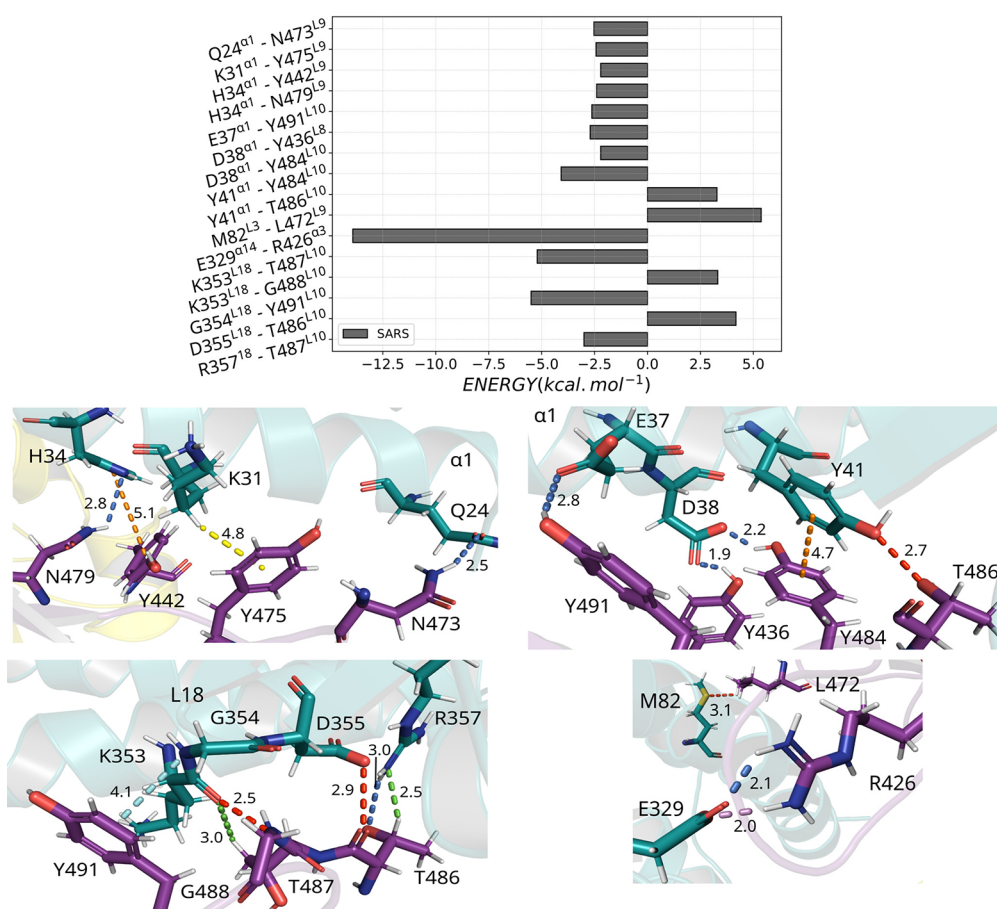 Q24α1 - N473L9
K31α1 - Y475L9
H34α1 - Y442L9
H34α1 - N479L9
E37α1 - Y491L10
D38α1 - Y436L8
D38α1 - Y484L10
Y41α1 - Y484L10
Y41α1 - T486L10
M82L3 - L472L9
E329α14 - R426α3
K353L18 - T487L10
K353L18 - G488L10
G354L18 - Y491L10
D355L18 - T486L10
R35718 - T487L10
SARS
−12.5 −10.0 −7.5 −5.0 −2.5 0.0 2.5 5.0
ENERGY(kcal.mol−1)
H34
K31
α1
Q24
2.8
5.1
4.8
2.5
N479
Y442
Y475
N473
α1
E37
Y41
D38
2.8
2.2
1.9
4.7
2.7
T486
Y491
Y436
Y484
L18
G354
D355
R357
K353
3.0
4.1
2.5
2.9
2.5
3.0
Y491
G488
T487
T486
M82
L472
3.1
R426
2.1
E329
2.0